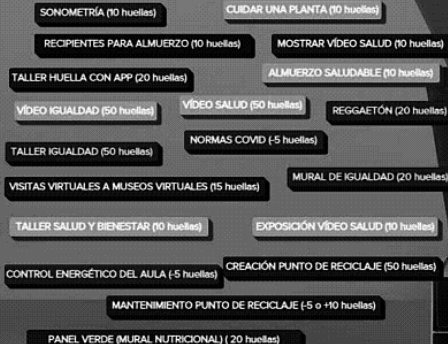 SONOMETRÍA (10 huellas)
CUIDAR UNA PLANTA (10 huellas)
RECIPIENTES PARA ALMUERZO (10 huellas)
MOSTRAR VÍDEO SALUD (10 huellas)
TALLER HUELLA CON APP (20 huellas)
ALMUERZO SALUDABLE (10 huellas)
VÍDEO IGUALDAD (50 huellas)
VÍDEO SALUD (50 huellas)
REGGAETÓN (20 huellas)
TALLER IGUALDAD (50 huellas)
NORMAS COVID (-5 huellas)
VISITAS VIRTUALES A MUSEOS VIRTUALES (15 huellas)
MURAL DE IGUALDAD (20 huellas)
TALLER SALUD Y BIENESTAR (10 huellas)
EXPOSICIÓN VÍDEO SALUD (10 huellas)
CONTROL ENERGÉTICO DEL AULA (-5 huellas)
CREACIÓN PUNTO DE RECICLAJE (50 huellas)
MANTENIMIENTO PUNTO DE RECICLAJE (-5 o +10 huellas)
PANEL VERDE (MURAL NUTRICIONAL) ( 20 huellas)